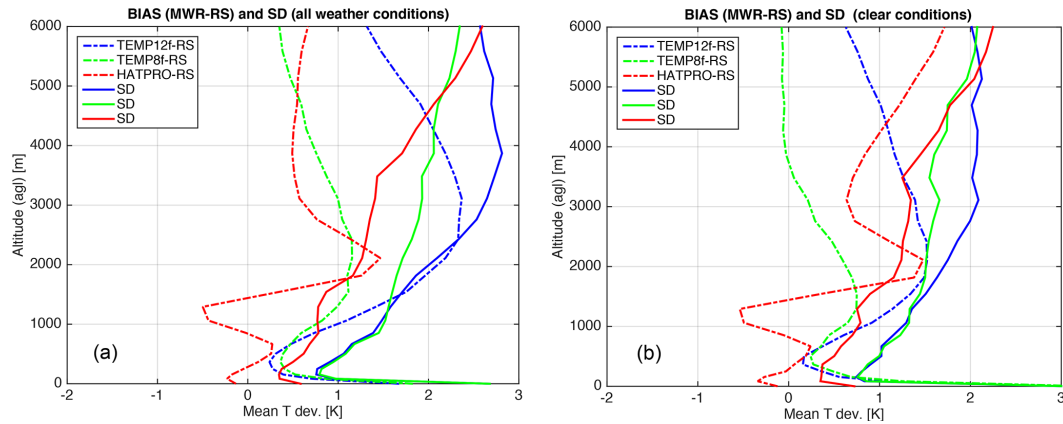 BIAS (MWR-RS) and SD (all weather conditions)
6000
5000
4000
3000
2000
1000
0
Altitude (agl) [m]
TEMP12f-RS
TEMP8f-RS
HATPRO-RS
SD
SD
SD
(a)
-2
-1
0
1
2
3
Mean T dev. [K]
BIAS (MWR-RS) and SD (clear conditions)
6000
5000
4000
3000
2000
1000
0
Altitude (agl) [m]
TEMP12f-RS
TEMP8f-RS
HATPRO-RS
SD
SD
SD
(b)
-2
-1
0
1
2
3
Mean T dev. [K]